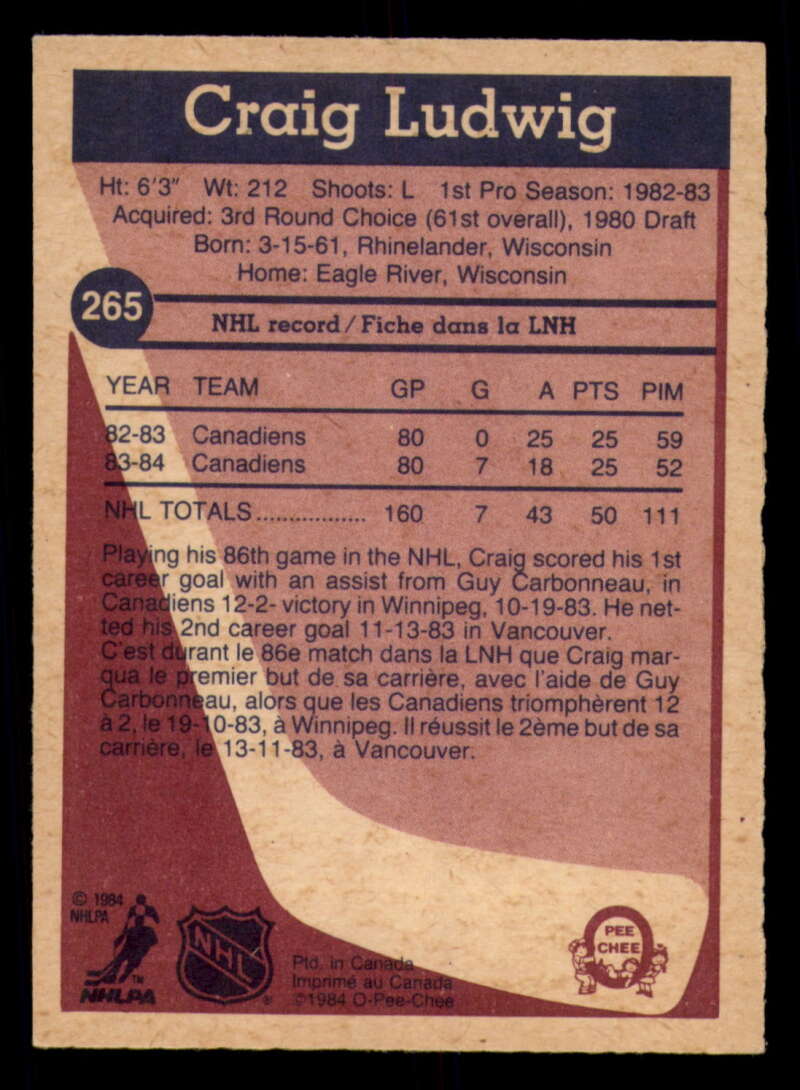 Craig Ludwig
Ht: 6'3" Wt: 212 Shoots: L 1st Pro Season: 1982-83
Acquired: 3rd Round Choice (61st overall), 1980 Draft
Born: 3-15-61, Rhinelander, Wisconsin
Home: Eagle River, Wisconsin
265
NHL record/Fiche dans la LNH
YEAR TEAM GP G A PTS PIM
82-83 Canadiens 80 0 25 25 59
83-84 Canadiens 80 7 18 25 52
NHL TOTALS................. 160 7 43 50 111
Playing his 86th game in the NHL, Craig scored his 1st
career goal with an assist from Guy Carbonneau, in
Canadiens 12-2- victory in Winnipeg, 10-19-83. He net-
ted his 2nd career goal 11-13-83 in Vancouver.
C'est durant le 86e match dans la LNH que Craig mar-
qua le premier but de sa carrière, avec l'aide de Guy
Carbonneau, alors que les Canadiens triomphèrent 12
à 2, le 19-10-83, à Winnipeg. Il réussit le 2ème but de sa
carrière, le 13-11-83, à Vancouver.
© 1984
NHLPA
TM
NHLPA
NHL
®
Ptd. in Canada
Imprimé au Canada
©1984 O-Pee-Chee
O
PEE
CHEE